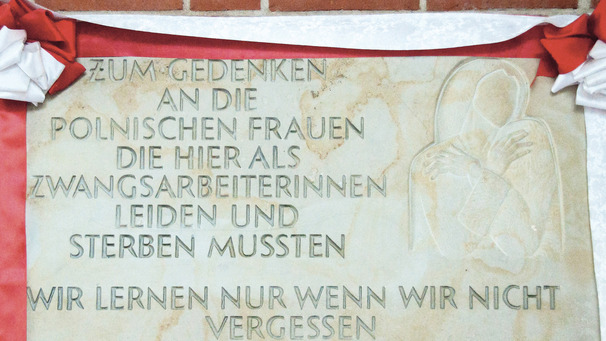 ZUM GEDENKEN
AN DIE
POLNISCHEN FRAUEN
DIE HIER ALS
ZWANGSARBEITERINNEN
LEIDEN UND
STERBEN MUSSTEN
WIR LERNEN NUR WENN WIR NICHT
VERGESSEN